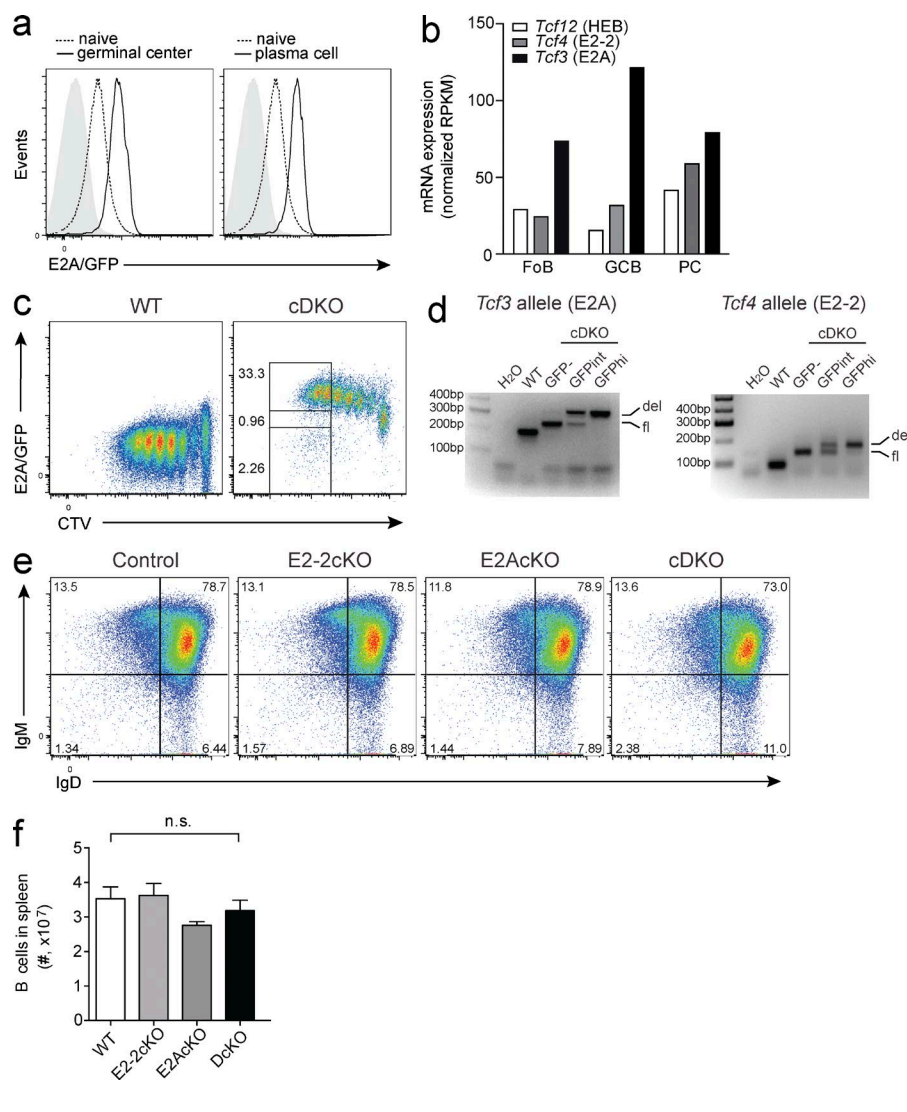 a
naive
germinal center
naive
plasma cell
Events
0
0
0
E2A/GFP
b
mRNA expression
(normalized RPKM)
150
100
50
0
Tcf12 (HEB)
Tcf4 (E2-2)
Tcf3 (E2A)
FoB GCB PC
c
WT cDKO
E2A/GFP
33.3
0.96
2.26
0
0
CTV
d
Tcf3 allele (E2A)
cDKO
H2O WT GFP- GFPint GFPhi
400bp
300bp
200bp
100bp
del
fl
Tcf4 allele (E2-2)
cDKO
H2O WT GFP- GFPint GFPhi
400bp
300bp
200bp
100bp
de
fl
e
Control E2-2cKO E2AcKO cDKO
13.5 78.7 13.1 78.5 11.8 78.9 13.6 73.0
IgM
0
1.34 6.44 1.57 6.89 1.44 7.89 2.38 11.0
0
IgD
f
n.s.
B cells in spleen
(#, x10⁷)
5
4
3
2
1
0
WT E2-2cKO E2AcKO DcKO